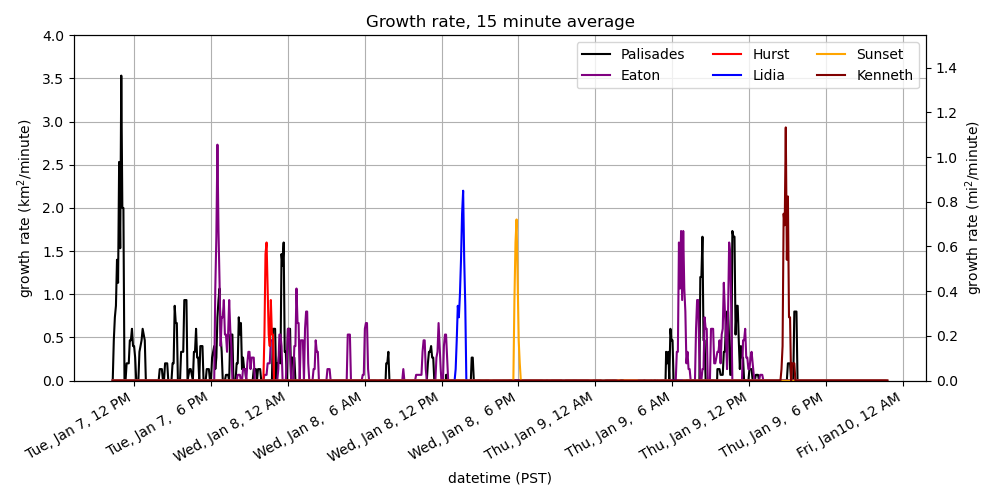 Growth rate, 15 minute average
growth rate (km²/minute)
4.0
3.5
3.0
2.5
2.0
1.5
1.0
0.5
0.0
Palisades
Eaton
Hurst
Lidia
Sunset
Kenneth
1.4
1.2
1.0
0.8
0.6
0.4
0.2
0.0
growth rate (mi²/minute)
Tue, Jan 7, 12 PM
Tue, Jan 7, 6 PM
Wed, Jan 8, 12 AM
Wed, Jan 8, 6 AM
Wed, Jan 8, 12 PM
Wed, Jan 8, 6 PM
Thu, Jan 9, 12 AM
Thu, Jan 9, 6 AM
Thu, Jan 9, 12 PM
Thu, Jan 9, 6 PM
Fri, Jan10, 12 AM
datetime (PST)